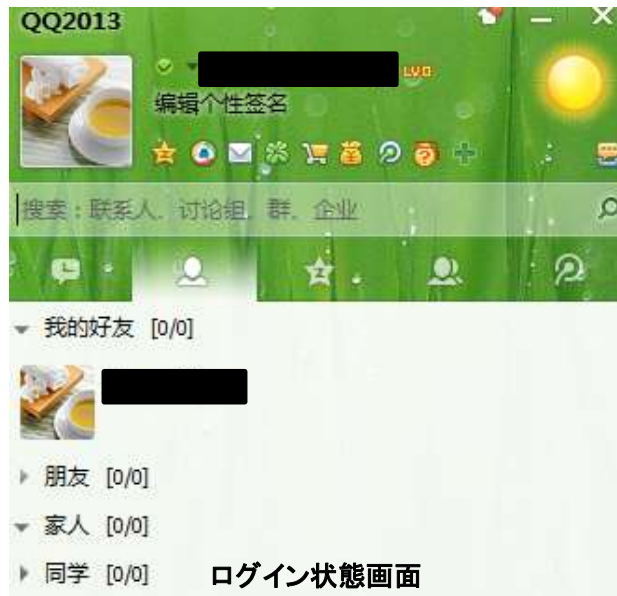 QQ2013
LV0
编辑个性签名
搜索：联系人、讨论组、群、企业
我的好友 [0/0]
朋友 [0/0]
家人 [0/0]
同学 [0/0]
ログイン状態画面